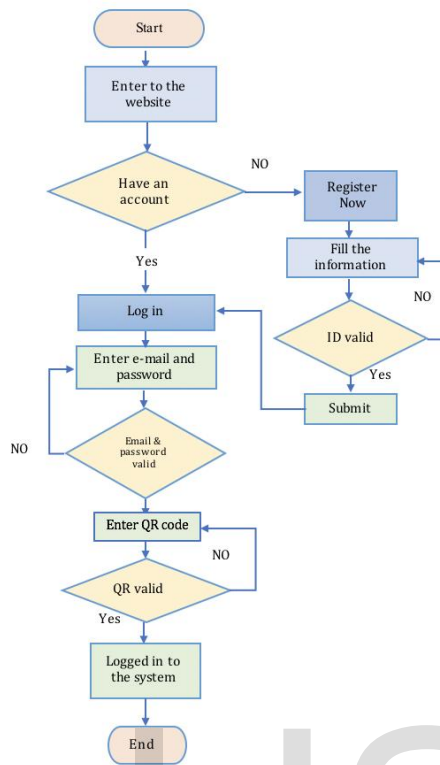 Start
Enter to the
website
NO
Have an
account
Register
Now
Yes
Fill the
information
NO
Log in
ID valid
Enter e-mail and
password
Yes
Submit
NO
Email &
password
valid
Enter QR code
NO
QR valid
Yes
Logged in to
the system
End